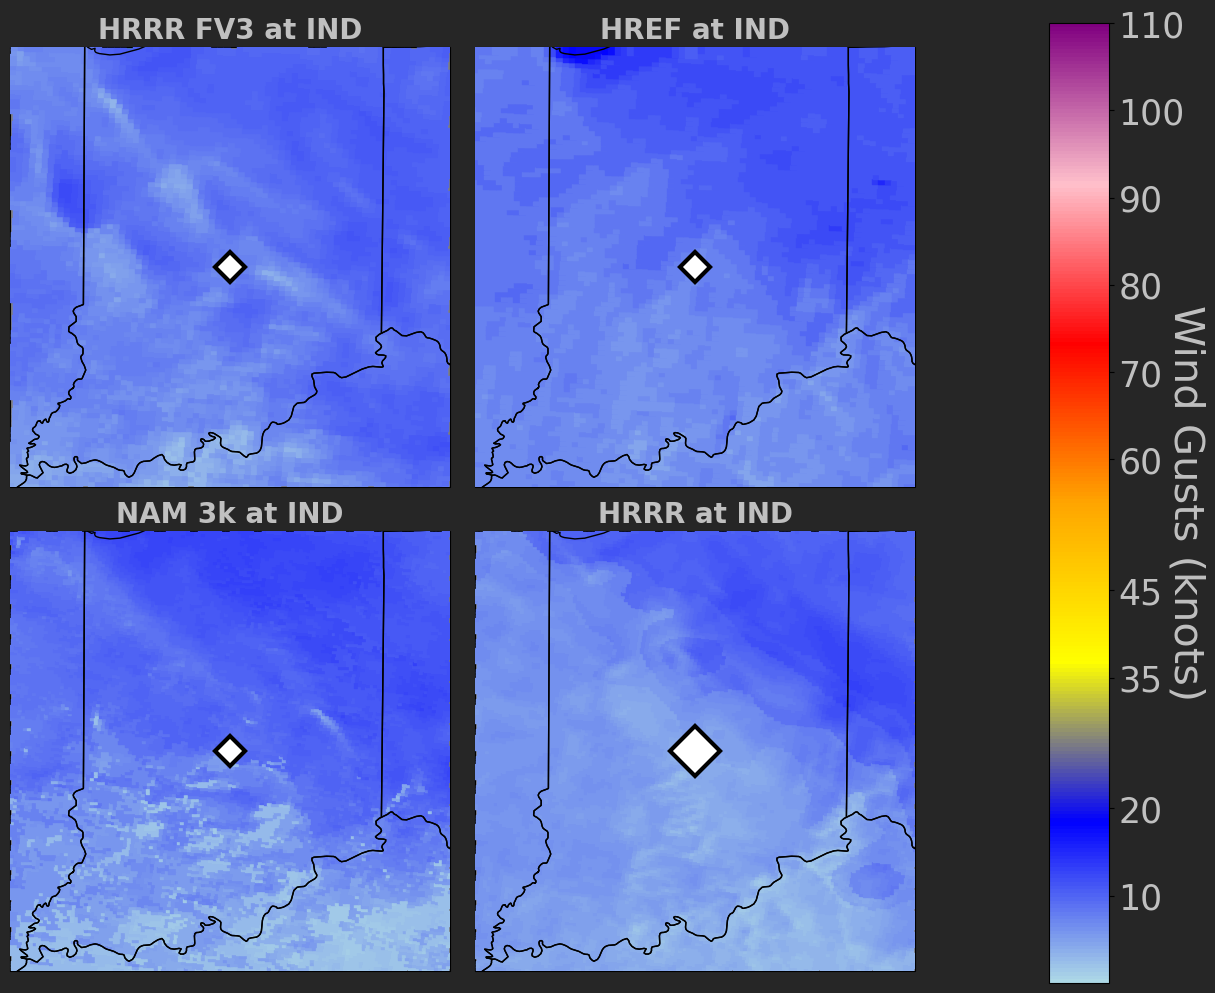 HRRR FV3 at IND
HREF at IND
NAM 3k at IND
HRRR at IND
110
100
90
80
70
60
45
35
20
10
Wind Gusts (knots)